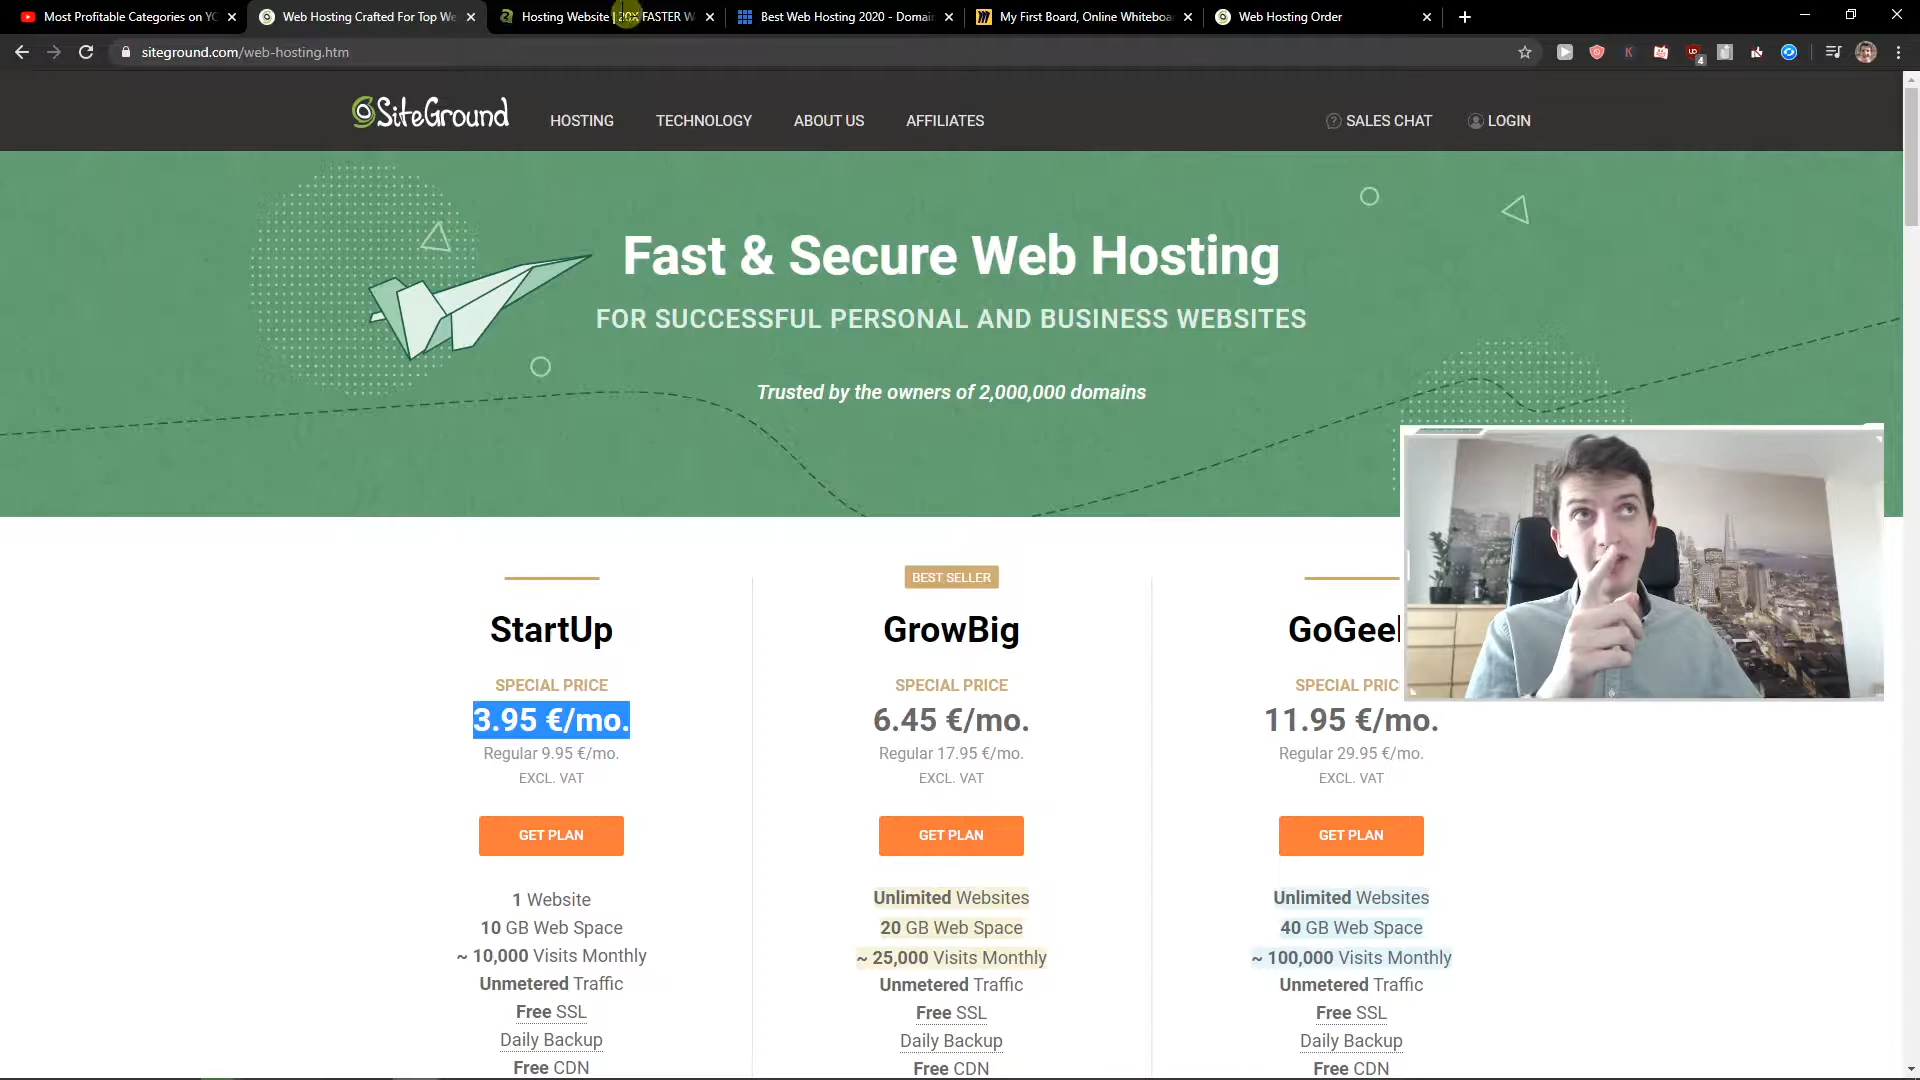 Most Profitable Categories on YC
Web Hosting Crafted For Top We
Hosting Website | 20X FASTER W
Best Web Hosting 2020 - Domain
My First Board, Online Whiteboa
Web Hosting Order
siteground.com/web-hosting.htm
SiteGround
HOSTING
TECHNOLOGY
ABOUT US
AFFILIATES
SALES CHAT
LOGIN
Fast & Secure Web Hosting
FOR SUCCESSFUL PERSONAL AND BUSINESS WEBSITES
Trusted by the owners of 2,000,000 domains
StartUp
SPECIAL PRICE
3.95 €/mo.
Regular 9.95 €/mo.
EXCL. VAT
GET PLAN
1 Website
10 GB Web Space
~ 10,000 Visits Monthly
Unmetered Traffic
Free SSL
Daily Backup
Free CDN
BEST SELLER
GrowBig
SPECIAL PRICE
6.45 €/mo.
Regular 17.95 €/mo.
EXCL. VAT
GET PLAN
Unlimited Websites
20 GB Web Space
~ 25,000 Visits Monthly
Unmetered Traffic
Free SSL
Daily Backup
Free CDN
GoGeek
SPECIAL PRIC
11.95 €/mo.
Regular 29.95 €/mo.
EXCL. VAT
GET PLAN
Unlimited Websites
40 GB Web Space
~ 100,000 Visits Monthly
Unmetered Traffic
Free SSL
Daily Backup
Free CDN